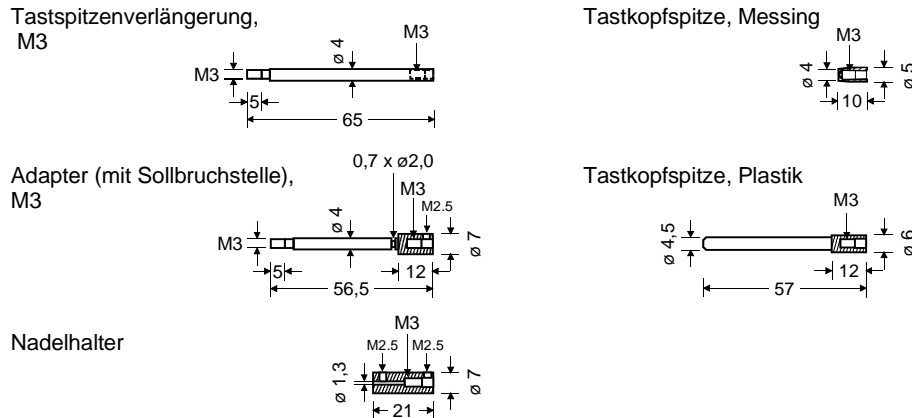 Tastspitzenverlängerung,
M3
M3
M3
ø 4
5
65
Tastkopfspitze, Messing
M3
ø 4
ø 5
10
Adapter (mit Sollbruchstelle),
M3
0,7 x ø2,0
M3
M2.5
M3
ø 4
ø 7
5
12
56,5
Tastkopfspitze, Plastik
M3
ø 4,5
ø 6
12
57
Nadelhalter
M3
M2.5 M2.5
ø 1,3
ø 7
21